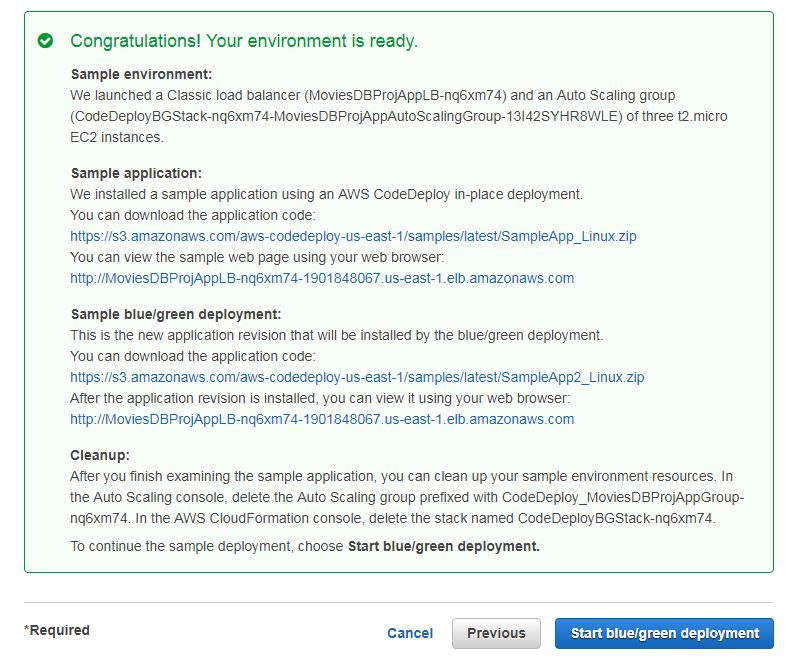 Congratulations! Your environment is ready.
Sample environment:
We launched a Classic load balancer (MoviesDBProjAppLB-nq6xm74) and an Auto Scaling group
(CodeDeployBGStack-nq6xm74-MoviesDBProjAppAutoScalingGroup-13I42SYHR8WLE) of three t2.micro
EC2 instances.
Sample application:
We installed a sample application using an AWS CodeDeploy in-place deployment.
You can download the application code:
https://s3.amazonaws.com/aws-codedeploy-us-east-1/samples/latest/SampleApp_Linux.zip
You can view the sample web page using your web browser:
http://MoviesDBProjAppLB-nq6xm74-1901848067.us-east-1.elb.amazonaws.com
Sample blue/green deployment:
This is the new application revision that will be installed by the blue/green deployment.
You can download the application code:
https://s3.amazonaws.com/aws-codedeploy-us-east-1/samples/latest/SampleApp2_Linux.zip
After the application revision is installed, you can view it using your web browser:
http://MoviesDBProjAppLB-nq6xm74-1901848067.us-east-1.elb.amazonaws.com
Cleanup:
After you finish examining the sample application, you can clean up your sample environment resources. In
the Auto Scaling console, delete the Auto Scaling group prefixed with CodeDeploy_MoviesDBProjAppGroup-
nq6xm74. In the AWS CloudFormation console, delete the stack named CodeDeployBGStack-nq6xm74.
To continue the sample deployment, choose Start blue/green deployment.
*Required
Cancel
Previous
Start blue/green deployment